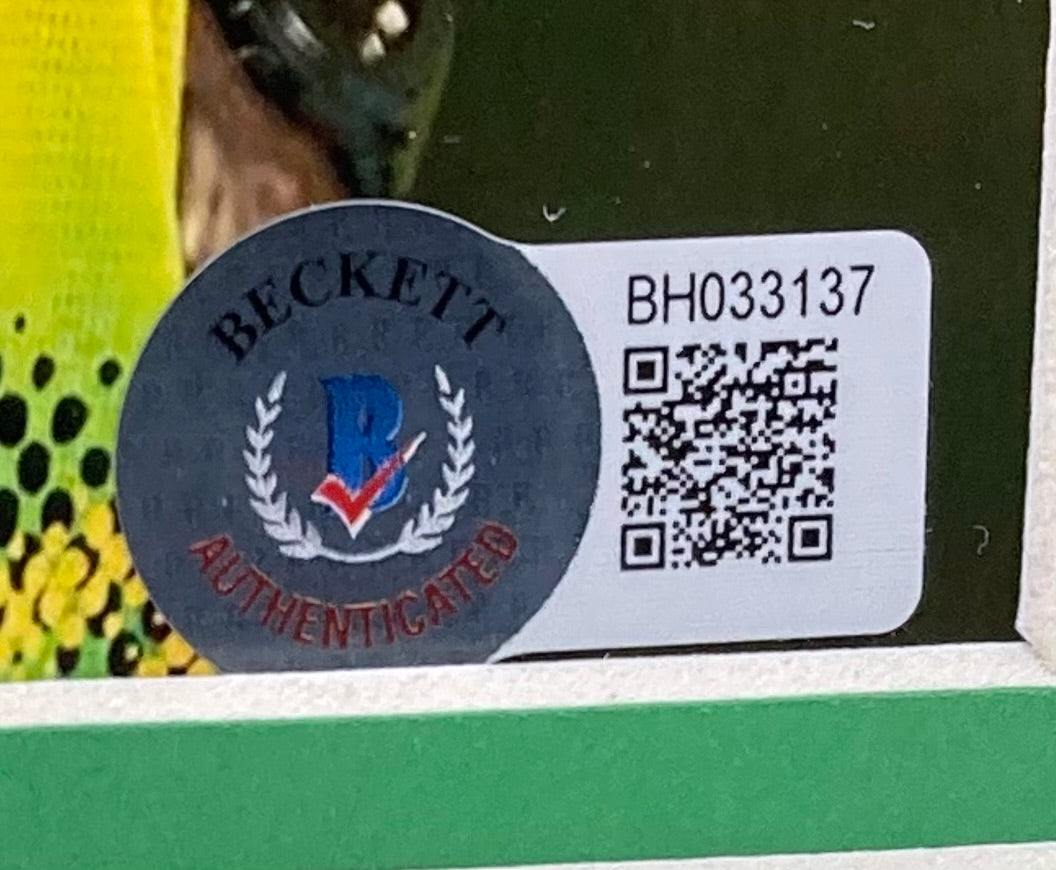 BECKETT
B
AUTHENTICATED
BH033137